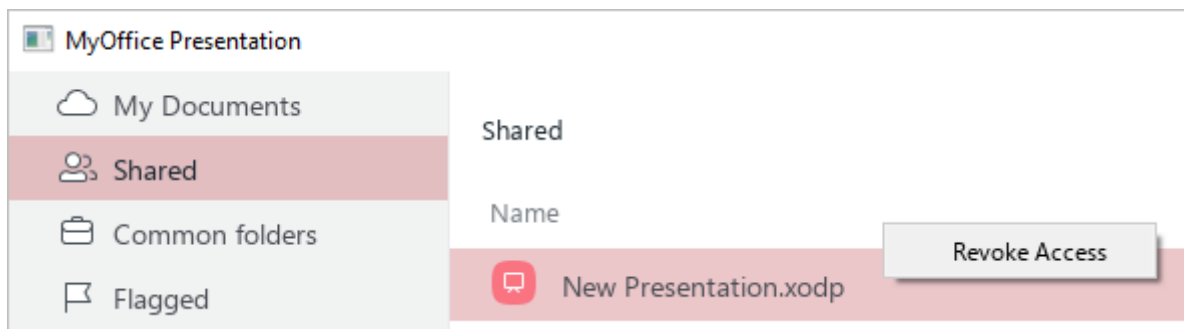 MyOffice Presentation
My Documents
Shared
Common folders
Flagged
Shared
Name
Revoke Access
New Presentation.xodp